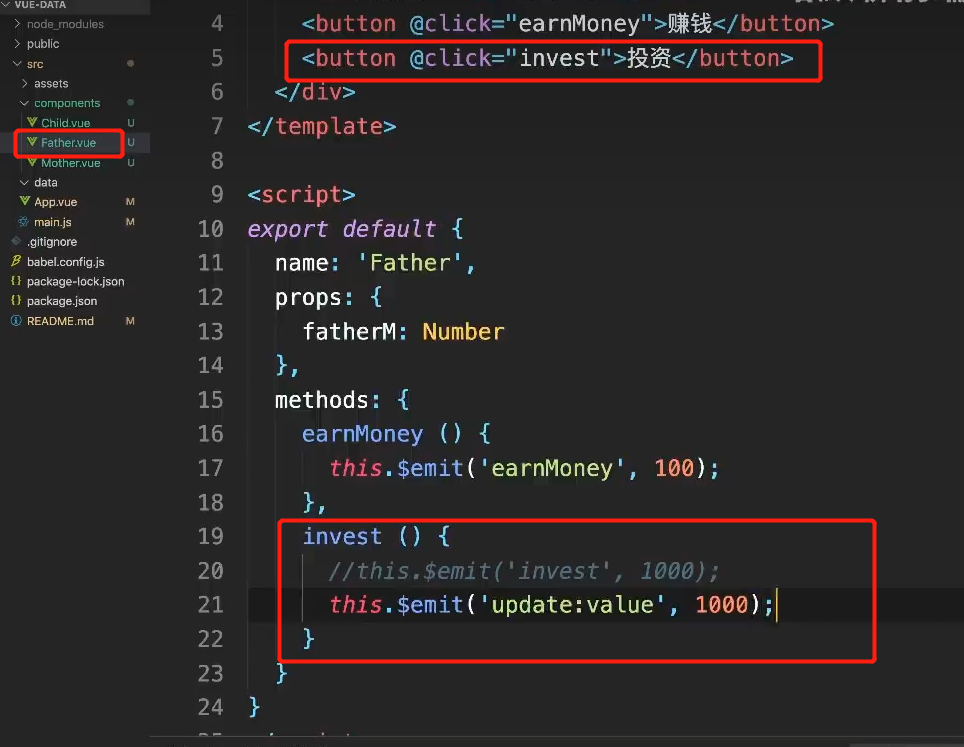 VUE-DATA
node_modules
public
src
assets
components
Child.vue U
Father.vue U
Mother.vue U
data
App.vue M
main.js M
.gitignore
babel.config.js
package-lock.json
package.json
README.md M
4 <button @click="earnMoney">赚钱</button>
5 <button @click="invest">投资</button>
6 </div>
7 </template>
8
9 <script>
10 export default {
11 name: 'Father',
12 props: {
13 fatherM: Number
14 },
15 methods: {
16 earnMoney () {
17 this.$emit('earnMoney', 100);
18 },
19 invest () {
20 //this.$emit('invest', 1000);
21 this.$emit('update:value', 1000);
22 }
23 }
24 }